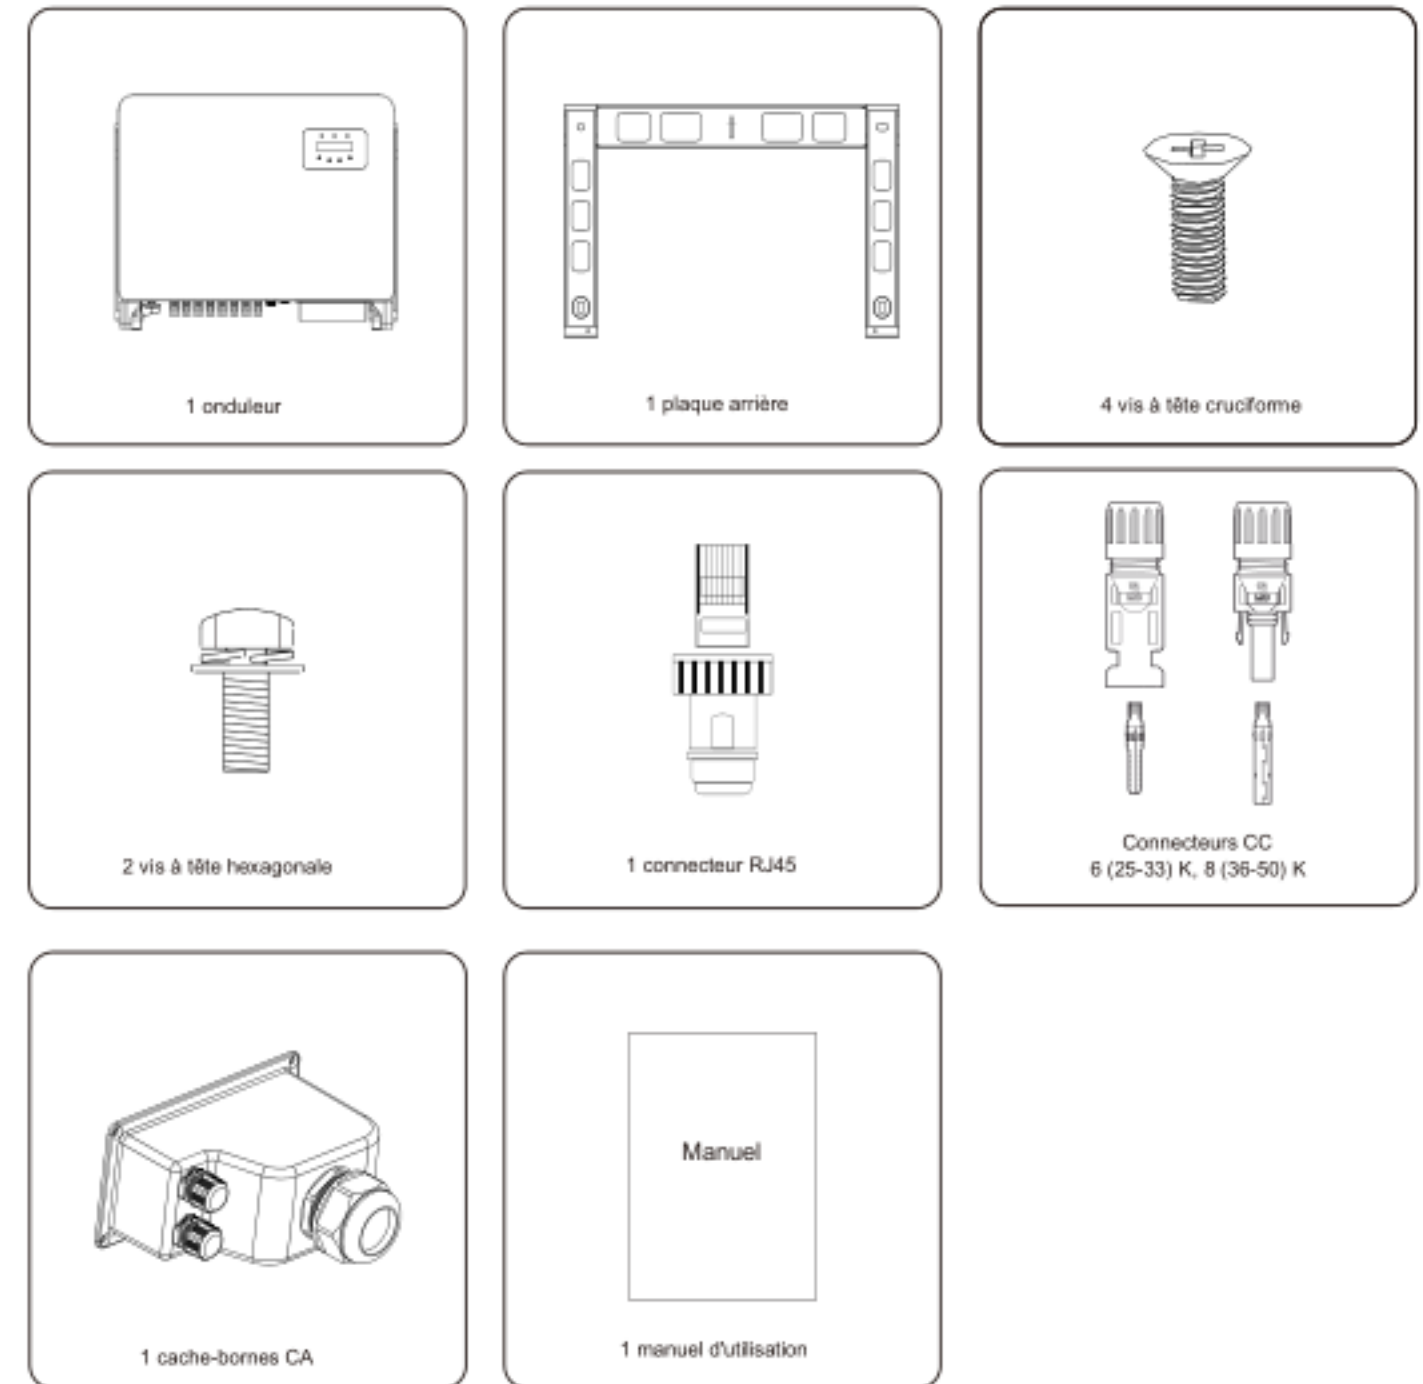 1 onduleur
1 plaque arrière
4 vis à tête cruciforme
2 vis à tête hexagonale
1 connecteur RJ45
Connecteurs CC
6 (25-33) K, 8 (36-50) K
1 cache-bornes CA
Manuel
1 manuel d'utilisation